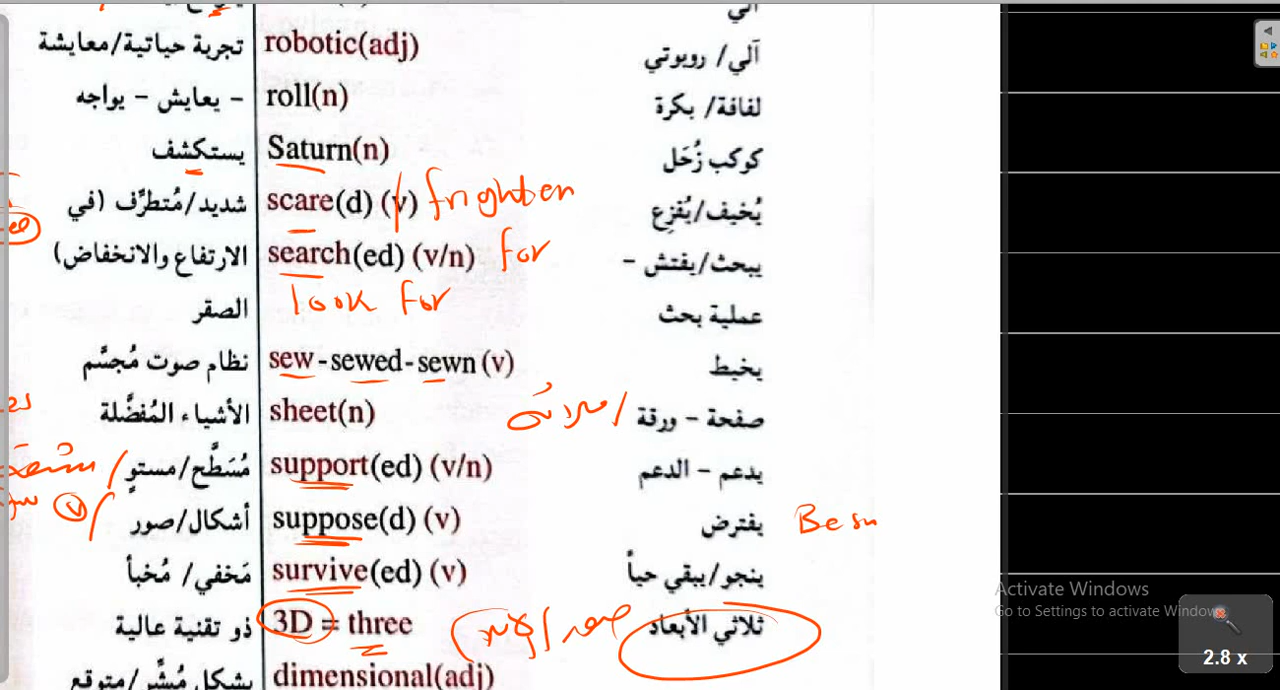 آلي
تجربة حياتية/معايشة robotic(adj) آلي/ روبوتي
- يعايش - يواجه roll(n) لفافة/ بكرة
يستكشف Saturn(n) كوكب زُحَل
شديد/مُتطرِّف (في scare(d) (v) / frighten يُخيف/يُفْزِع
الارتفاع والانخفاض) search(ed) (v/n) for يبحث/يفتش -
look for
الصقر عملية بحث
نظام صوت مُجسَّم sew-sewed-sewn (v) يخيط
الأشياء المُفضَّلة sheet(n) صفحة - ورقة /
مُسَطَّح/مستوٍ support(ed) (v/n) يدعم - الدعم
أشكال/صور suppose(d) (v) يفترض
مَخفي/ مُخبأ survive(ed) (v) ينجو/يبقي حياً
ذو تقنية عالية 3D = three ثلاثي الأبعاد
بشكل مُبشِّر/متوقع dimensional(adj)
Activate Windows
Go to Settings to activate Windows
2.8 x